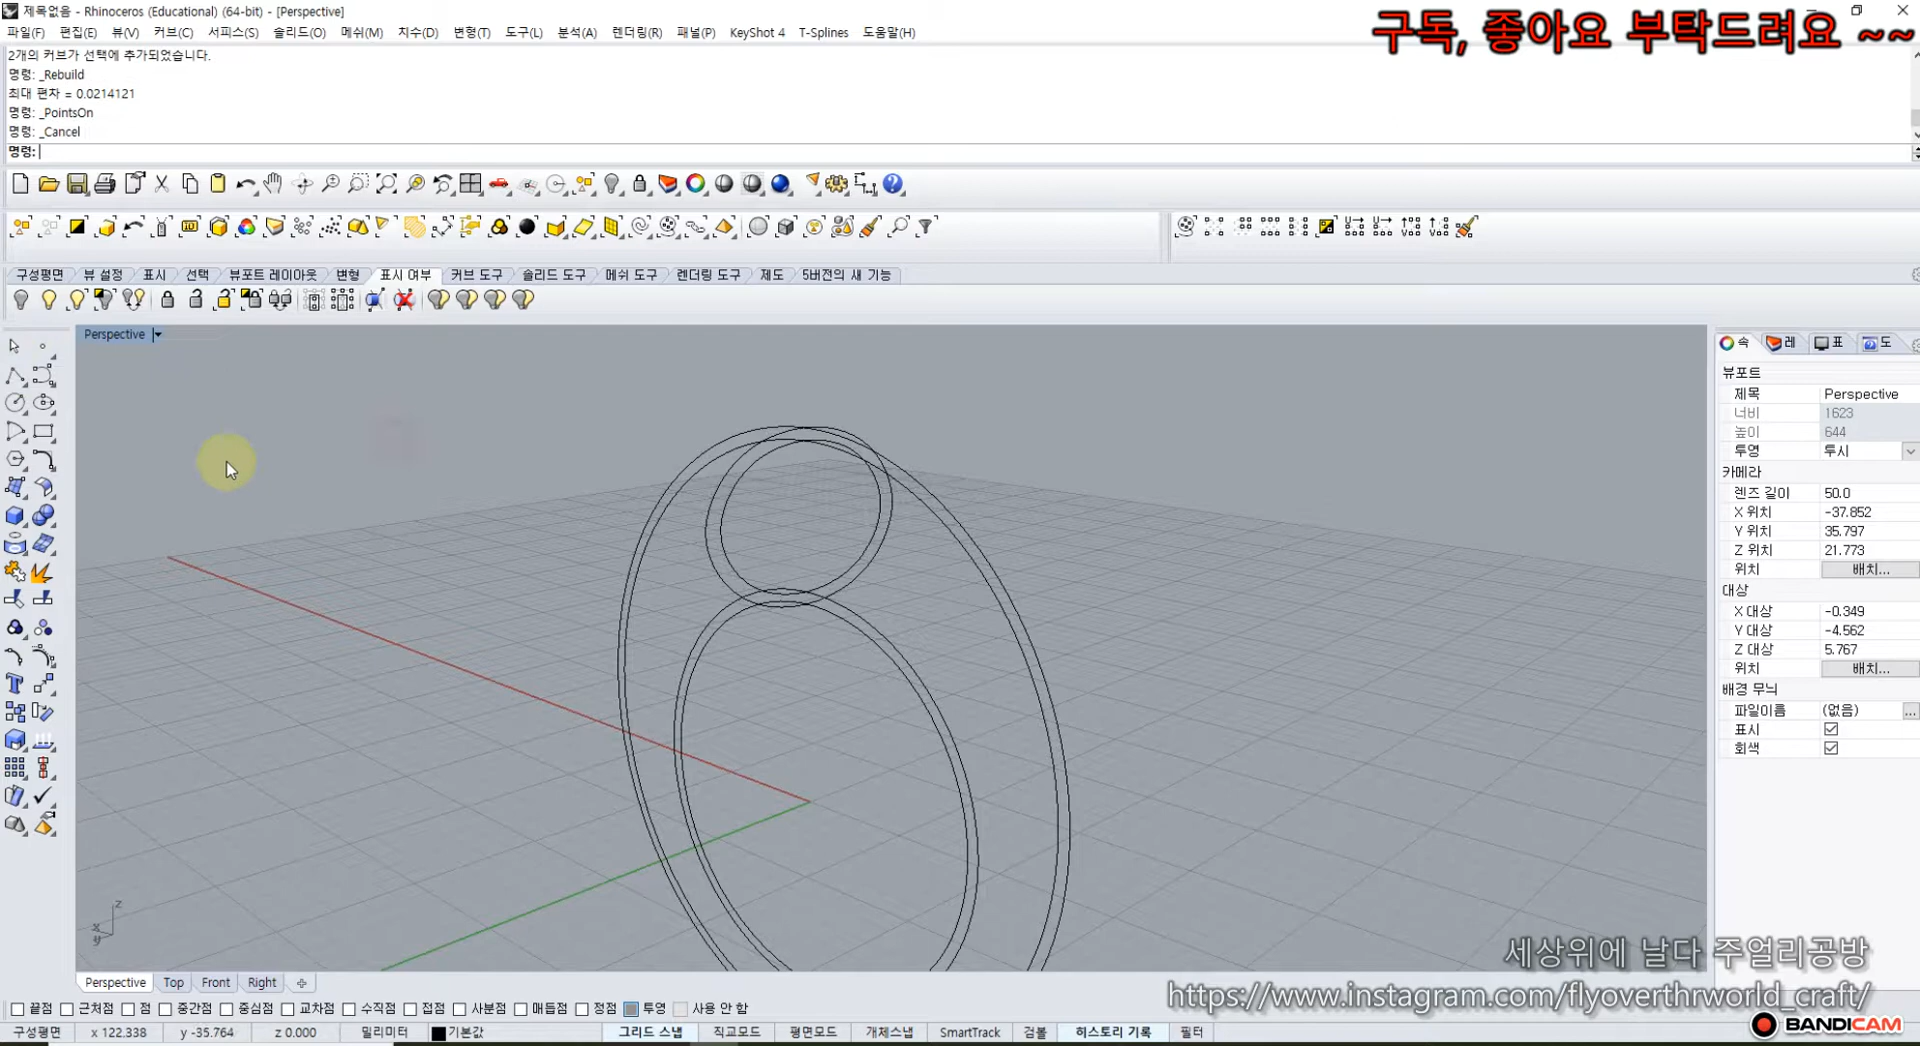 제목없음 - Rhinoceros (Educational) (64-bit) - [Perspective]
구독, 좋아요 부탁드려요 ~~
파일(F) 편집(E) 뷰(V) 커브(C) 서피스(S) 솔리드(O) 메쉬(M) 치수(D) 변형(T) 도구(L) 분석(A) 렌더링(R) 패널(P) KeyShot 4 T-Splines 도움말(H)
2개의 커브가 선택에 추가되었습니다.
명령: _Rebuild
최대 편차 = 0.0214121
명령: _PointsOn
명령: _Cancel
명령:
구성평면 뷰 설정 표시 선택 뷰포트 레이아웃 변형 표시 여부 커브 도구 솔리드 도구 메쉬 도구 렌더링 도구 제도 5버전의 새 기능
Perspective
속 레 표 도
뷰포트
제목 Perspective
너비 1623
높이 644
투영 투시
카메라
렌즈 길이 50.0
X 위치 -37.852
Y 위치 35.797
Z 위치 21.773
위치 배치...
대상
X 대상 -0.349
Y 대상 -4.562
Z 대상 5.767
위치 배치...
배경 무늬
파일이름 (없음) ...
표시
회색
z
x
y
세상위에 날다 주얼리공방
https://www.instagram.com/flyoverthrworld_craft/
Perspective Top Front Right
끝점 근처점 점 중간점 중심점 교차점 수직점 접점 사분점 매듭점 정점 투영 사용 안 함
구성평면 x 122.338 y -35.764 z 0.000 밀리미터 기본값 그리드 스냅 직교모드 평면모드 개체스냅 SmartTrack 검볼 히스토리 기록 필터
BANDICAM